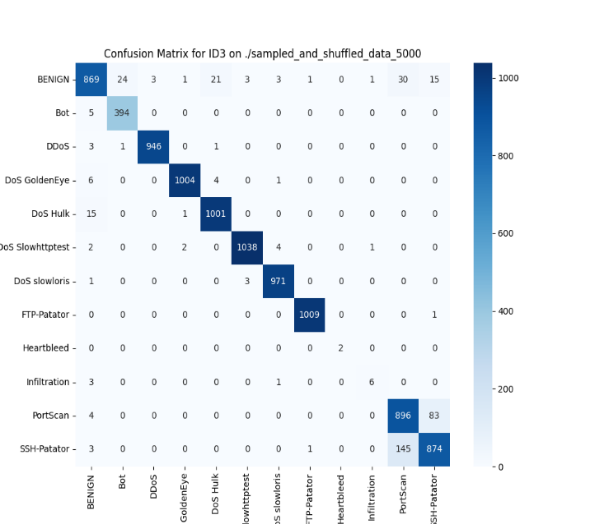 Confusion Matrix for ID3 on ./sampled_and_shuffled_data_5000
BENIGN 869 24 3 1 21 3 3 1 0 1 30 15
Bot 5 394 0 0 0 0 0 0 0 0 0 0
DDoS 3 1 946 0 1 0 0 0 0 0 0 0
DoS GoldenEye 6 0 0 1004 4 0 1 0 0 0 0 0
DoS Hulk 15 0 0 1 1001 0 0 0 0 0 0 0
DoS Slowhttptest 2 0 0 2 0 1038 4 0 0 1 0 0
DoS slowloris 1 0 0 0 0 3 971 0 0 0 0 0
FTP-Patator 0 0 0 0 0 0 0 1009 0 0 0 1
Heartbleed 0 0 0 0 0 0 0 0 2 0 0 0
Infiltration 3 0 0 0 0 0 1 0 0 6 0 0
PortScan 4 0 0 0 0 0 0 0 0 0 896 83
SSH-Patator 3 0 0 0 0 0 0 1 0 0 145 874
BENIGN
Bot
DDoS
GoldenEye
DoS Hulk
lowhttptest
S slowloris
FTP-Patator
Heartbleed
Infiltration
PortScan
SH-Patator
1000
800
600
400
200
0